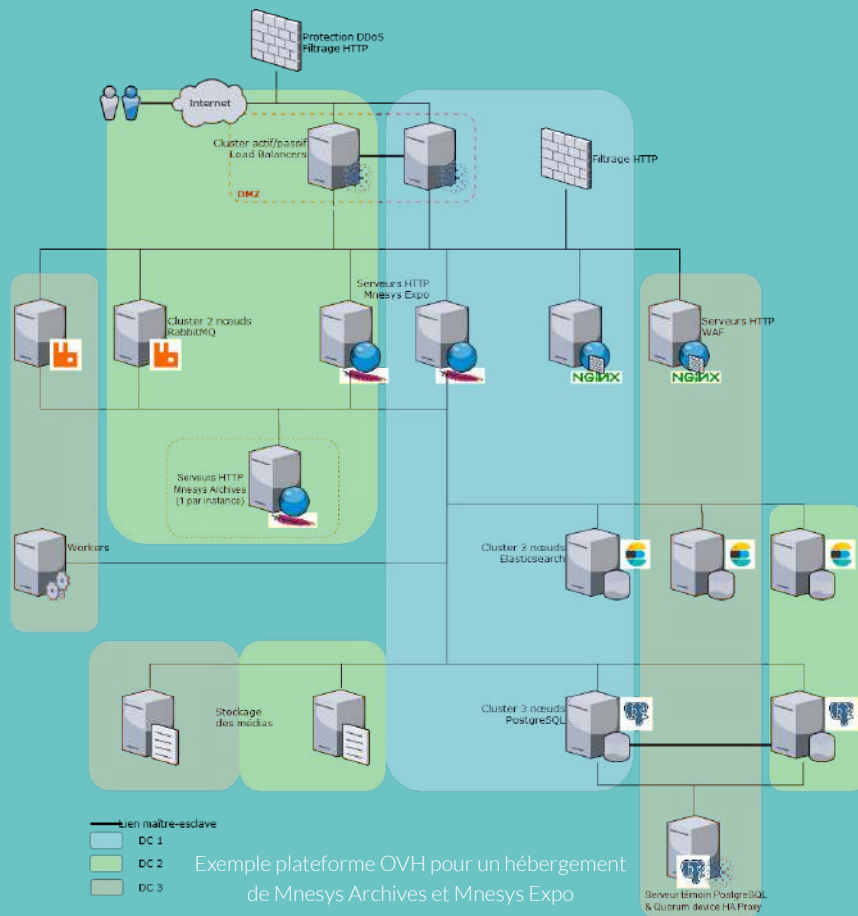 Protection DDoS
Filtrage HTTP
Internet
Cluster actif/passif
Load Balancers
Filtrage HTTP
DMZ
Serveurs HTTP
Mnesys Expo
Cluster 2 nœuds
RabbitMQ
Serveurs HTTP
WAF
NGINX
NGINX
Serveurs HTTP
Mnesys Archives
(1 par instance)
Workers
Cluster 3 nœuds
Elasticsearch
Stockage
des médias
Cluster 3 nœuds
PostgreSQL
Lien maître-esclave
DC 1
DC 2
DC 3
Exemple plateforme OVH pour un hébergement
de Mnesys Archives et Mnesys Expo
Serveur témoin PostgreSQL
& Quorum device HA Proxy